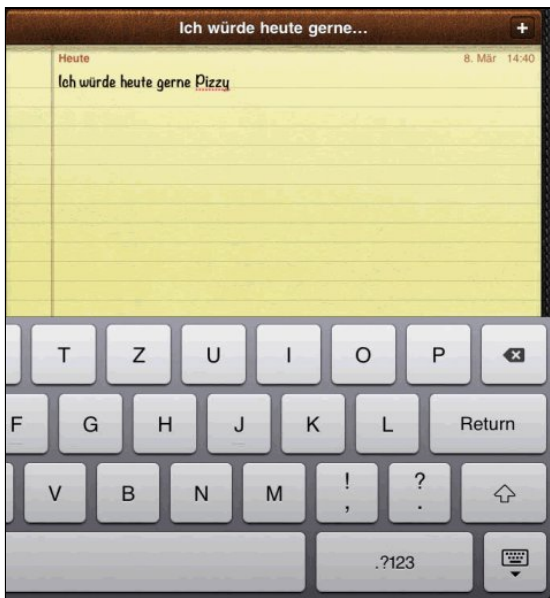 Ich würde heute gerne...
+
Heute 8. Mär 14:40
Ich würde heute gerne Pizzy
T Z U I O P
F G H J K L Return
V B N M ! , ? .
.?123